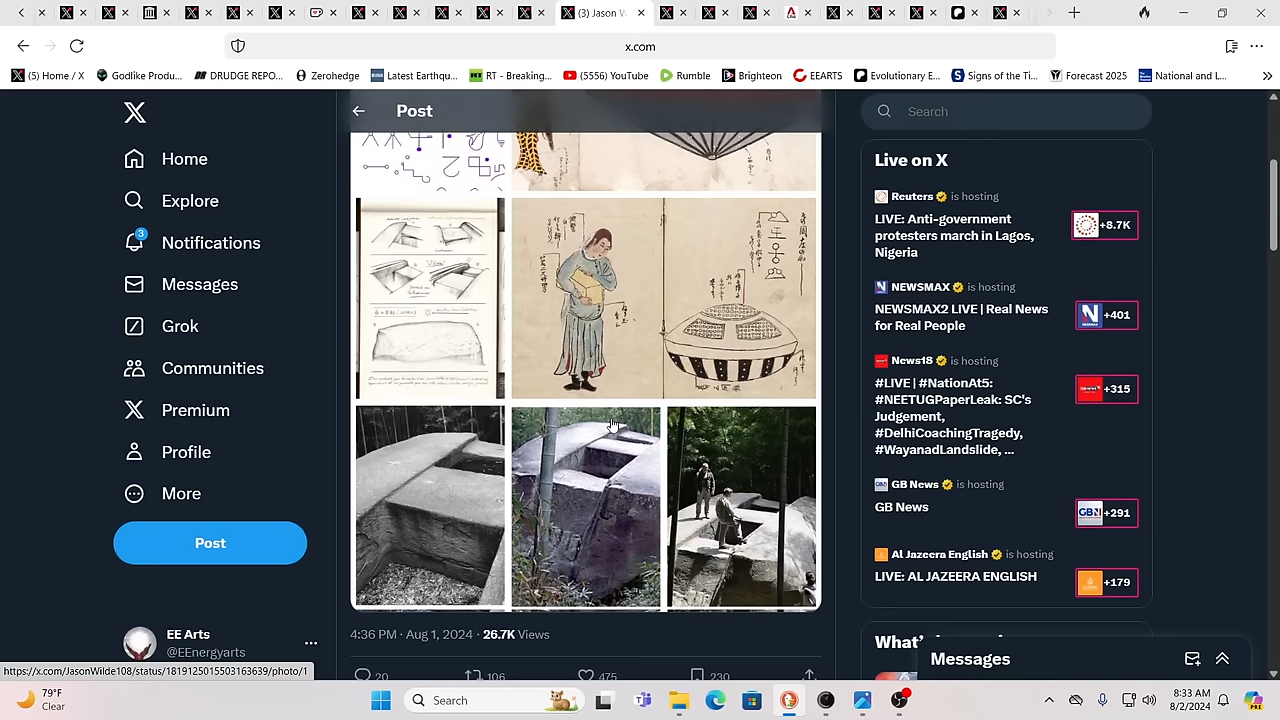 (3) Jason W
x.com
(5) Home / X
Godlike Produ...
DRUDGE REPO...
Zerohedge
Latest Earthqu...
RT - Breaking...
(5556) YouTube
Rumble
Brighteon
EEARTS
Evolutionary E...
Signs of the Ti...
Forecast 2025
National and L...
Home
Explore
3
Notifications
Messages
Grok
Communities
Premium
Profile
More
Post
EE Arts
@EEnergyarts
https://x.com/JasonWilde108/status/1819125015503163639/photo/1
Post
4:36 PM · Aug 1, 2024 · 26.7K Views
20
106
475
230
Search
Live on X
Reuters is hosting
LIVE: Anti-government
protesters march in Lagos,
Nigeria
+8.7K
NEWSMAX is hosting
NEWSMAX2 LIVE | Real News
for Real People
+401
News18 is hosting
#LIVE | #NationAt5:
#NEETUGPaperLeak: SC's
Judgement,
#DelhiCoachingTragedy,
#WayanadLandslide, ...
+315
GB News is hosting
GB News
GBN +291
Al Jazeera English is hosting
LIVE: AL JAZEERA ENGLISH
+179
Messages
79°F
Clear
Search
8:33 AM
8/2/2024